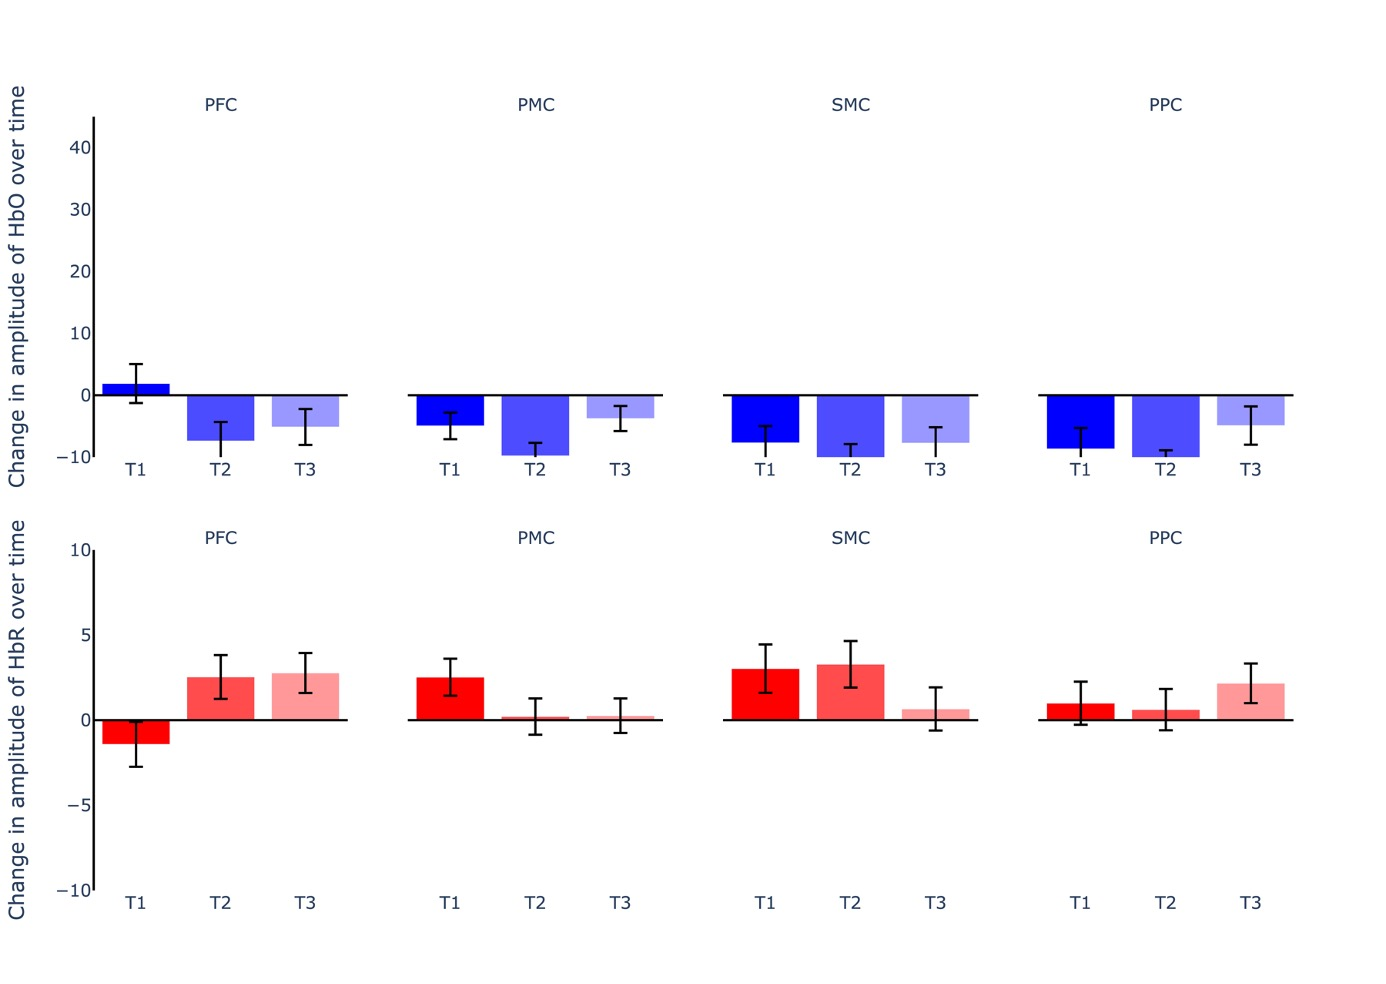 PFC PMC SMC PPC
Change in amplitude of HbO over time
40
30
20
10
0
−10
T1 T2 T3 T1 T2 T3 T1 T2 T3 T1 T2 T3
PFC PMC SMC PPC
Change in amplitude of HbR over time
10
5
0
−5
−10
T1 T2 T3 T1 T2 T3 T1 T2 T3 T1 T2 T3